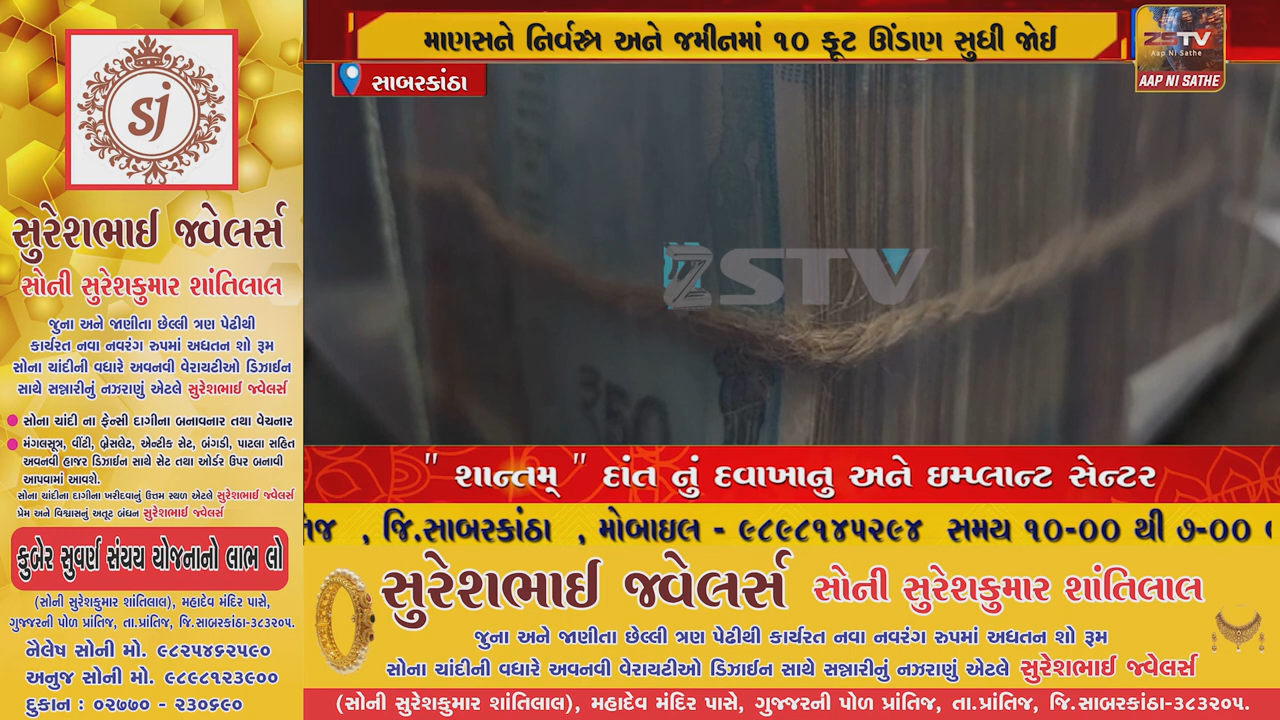 sj
સુરેશભાઈ જ્વેલર્સ
સોની સુરેશકુમાર શાંતિલાલ
જુના અને જાણીતા છેલ્લી ત્રણ પેઢીથી
કાર્યરત નવા નવરંગ રુપમાં અધતન શો રૂમ
સોના ચાંદીની વધારે અવનવી વેરાયટીઓ ડિઝાઈન
સાથે સન્નારીનું નઝરાણું એટલે સુરેશભાઈ જ્વેલર્સ
સોના ચાંદી ના ફેન્સી દાગીના બનાવનાર તથા વેચનાર
મંગલસૂત્ર, વીંટી, બ્રેસલેટ, એન્ટીક સેટ, બંગડી, પાટલા સહિત
અવનવી હાજર ડિઝાઈન સાથે સેટ તથા ઓર્ડર ઉપર બનાવી
આપવામાં આવશે.
સોના ચાંદીના દાગીના ખરીદવાનું ઉત્તમ સ્થળ એટલે સુરેશભાઈ જ્વેલર્સ
પ્રેમ અને વિશ્વાસનું અતૂટ બંધન સુરેશભાઈ જ્વેલર્સ
કુબેર સુવર્ણ સંચય યોજનાનો લાભ લો
(સોની સુરેશકુમાર શાંતિલાલ), મહાદેવ મંદિર પાસે,
ગુજ્જરની પોળ પ્રાંતિજ, તા.પ્રાંતિજ, જિ.સાબરકાંઠા-૩૮૩૨૦૫.
નૈલેષ સોની મો. ૯૮૨૫૪૬૨૫૯૦
અનુજ સોની મો. ૯૮૯૮૧૨૩૯૦૦
દુકાન : ૦૨૭૭૦ - ૨૩૦૬૯૦
માણસને નિર્વસ્ત્ર અને જમીનમાં ૧૦ ફૂટ ઊંડાણ સુધી જોઈ
ZSTV
Aap Ni Sathe
AAP NI SATHE
સાબરકાંઠા
ZSTV
" શાન્તમ્ " દાંત નું દવાખાનુ અને ઇમ્પ્લાન્ટ સેન્ટર
તિજ , જિ.સાબરકાંઠા , મોબાઇલ - ૯૮૯૮૧૪૫૨૯૪ સમય ૧૦-૦૦ થી ૭-૦૦
સુરેશભાઈ જ્વેલર્સ સોની સુરેશકુમાર શાંતિલાલ
જુના અને જાણીતા છેલ્લી ત્રણ પેઢીથી કાર્યરત નવા નવરંગ રુપમાં અધતન શો રૂમ
સોના ચાંદીની વધારે અવનવી વેરાયટીઓ ડિઝાઈન સાથે સન્નારીનું નઝરાણું એટલે સુરેશભાઈ જ્વેલર્સ
(સોની સુરેશકુમાર શાંતિલાલ), મહાદેવ મંદિર પાસે, ગુજ્જરની પોળ પ્રાંતિજ, તા.પ્રાંતિજ, જિ.સાબરકાંઠા-૩૮૩૨૦૫.